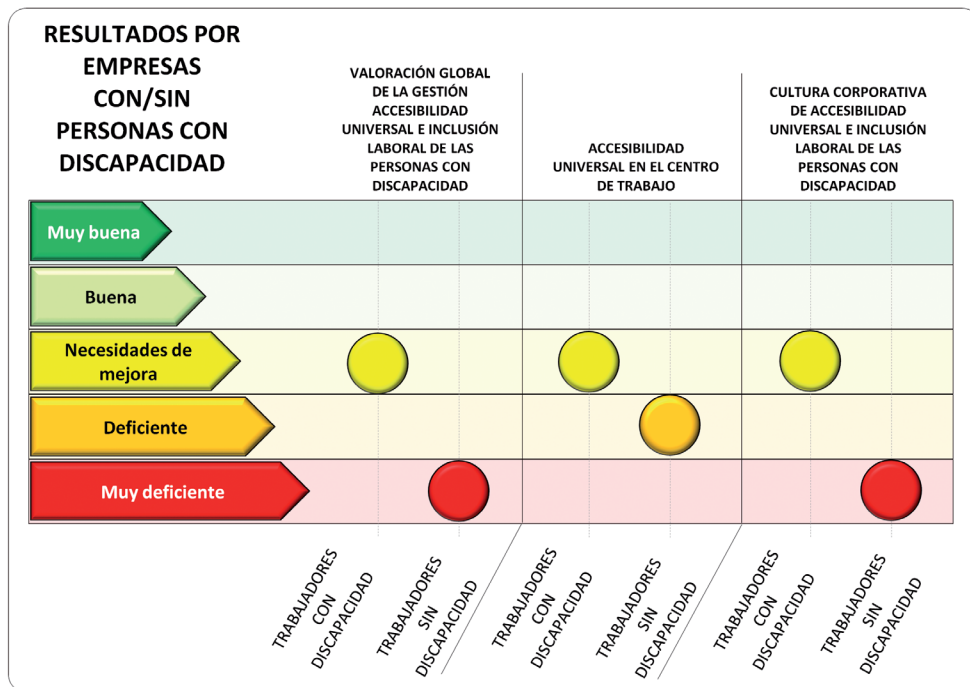 RESULTADOS POR
EMPRESAS
CON/SIN
PERSONAS CON
DISCAPACIDAD
VALORACIÓN GLOBAL
DE LA GESTIÓN
ACCESIBILIDAD
UNIVERSAL E INCLUSIÓN
LABORAL DE LAS
PERSONAS CON
DISCAPACIDAD
ACCESIBILIDAD
UNIVERSAL EN EL CENTRO
DE TRABAJO
CULTURA CORPORATIVA
DE ACCESIBILIDAD
UNIVERSAL E INCLUSIÓN
LABORAL DE LAS
PERSONAS CON
DISCAPACIDAD
Muy buena
Buena
Necesidades de
mejora
Deficiente
Muy deficiente
TRABAJADORES
CON
DISCAPACIDAD
TRABAJADORES
SIN
DISCAPACIDAD
TRABAJADORES
CON
DISCAPACIDAD
TRABAJADORES
SIN
DISCAPACIDAD
TRABAJADORES
CON
DISCAPACIDAD
TRABAJADORES
SIN
DISCAPACIDAD